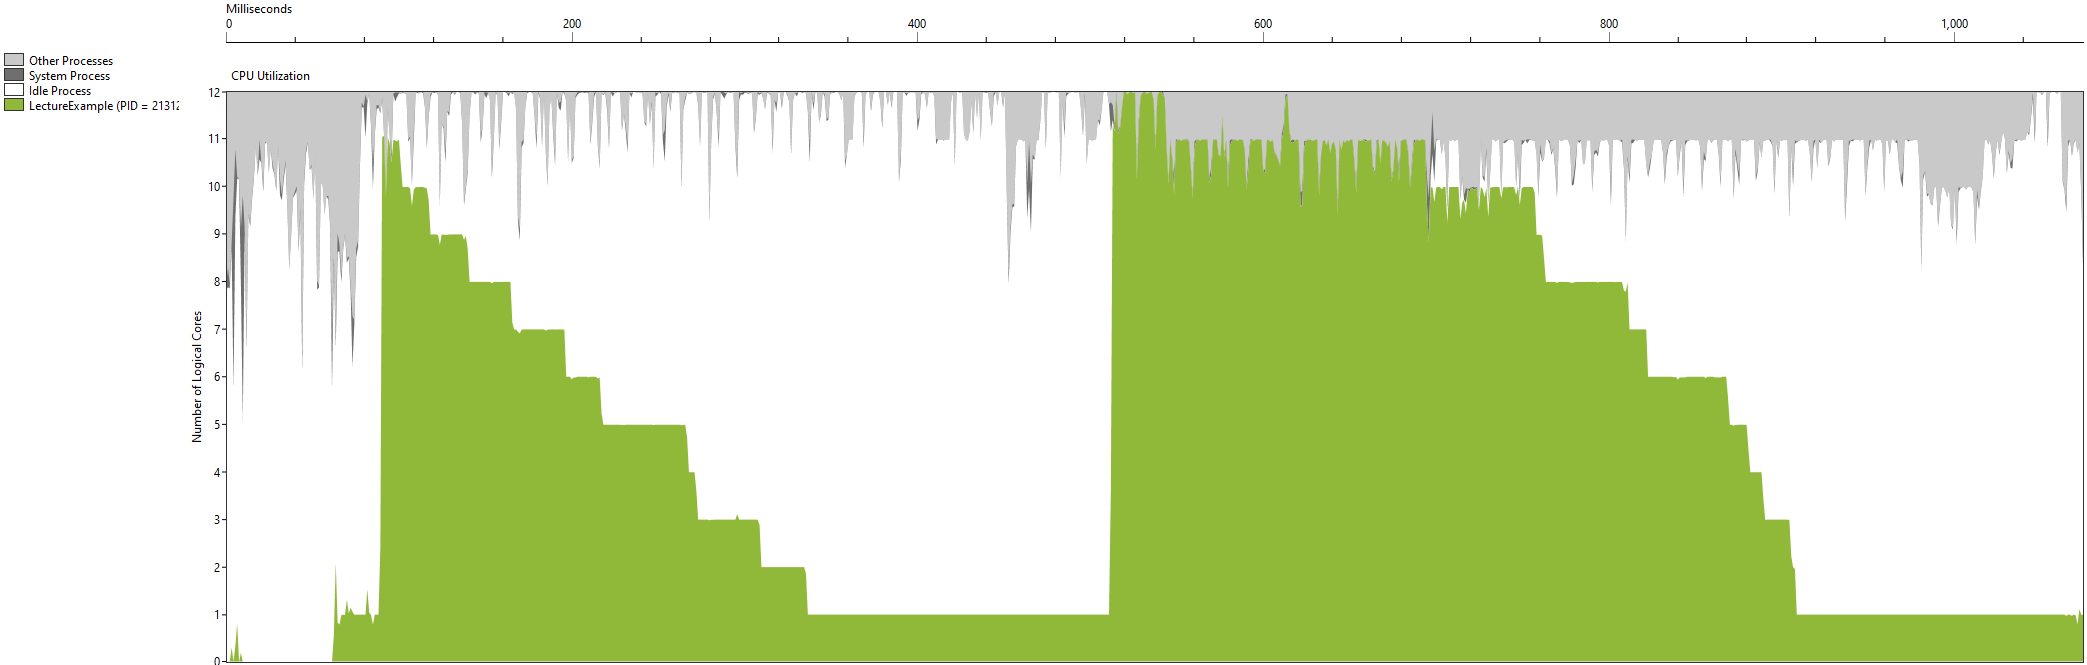 Milliseconds
0 200 400 600 800 1,000
Other Processes
System Process
Idle Process
LectureExample (PID = 21312
CPU Utilization
12
11
10
9
8
7
6
5
4
3
2
1
0
Number of Logical Cores